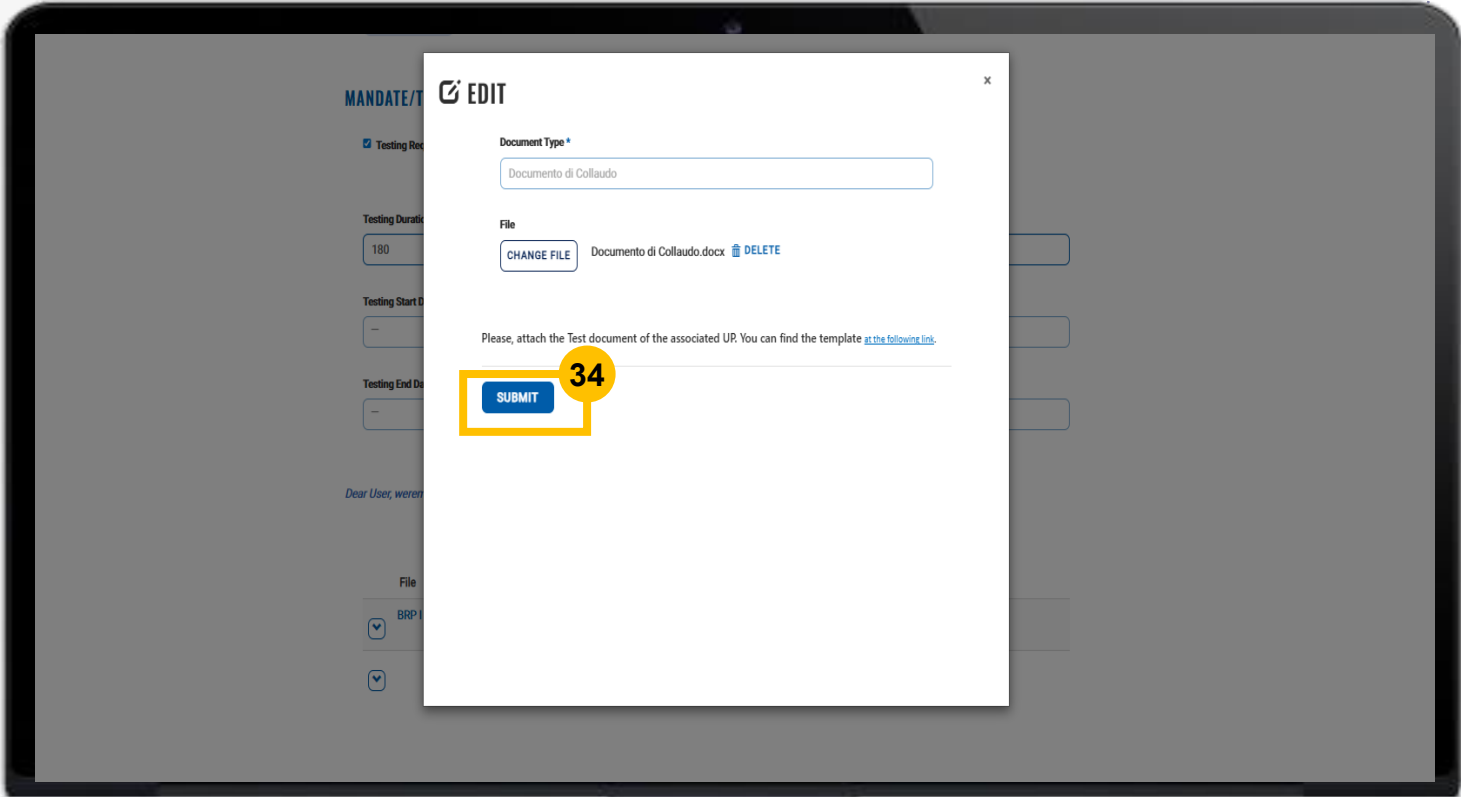 MANDATE/T
EDIT
x
Testing Rec
Document Type *
Documento di Collaudo
Testing Duratio
180
File
CHANGE FILE
Documento di Collaudo.docx
DELETE
Testing Start D
–
Please, attach the Test document of the associated UP. You can find the template at the following link.
34
Testing End Da
–
SUBMIT
Dear User, werem
File
BRP I